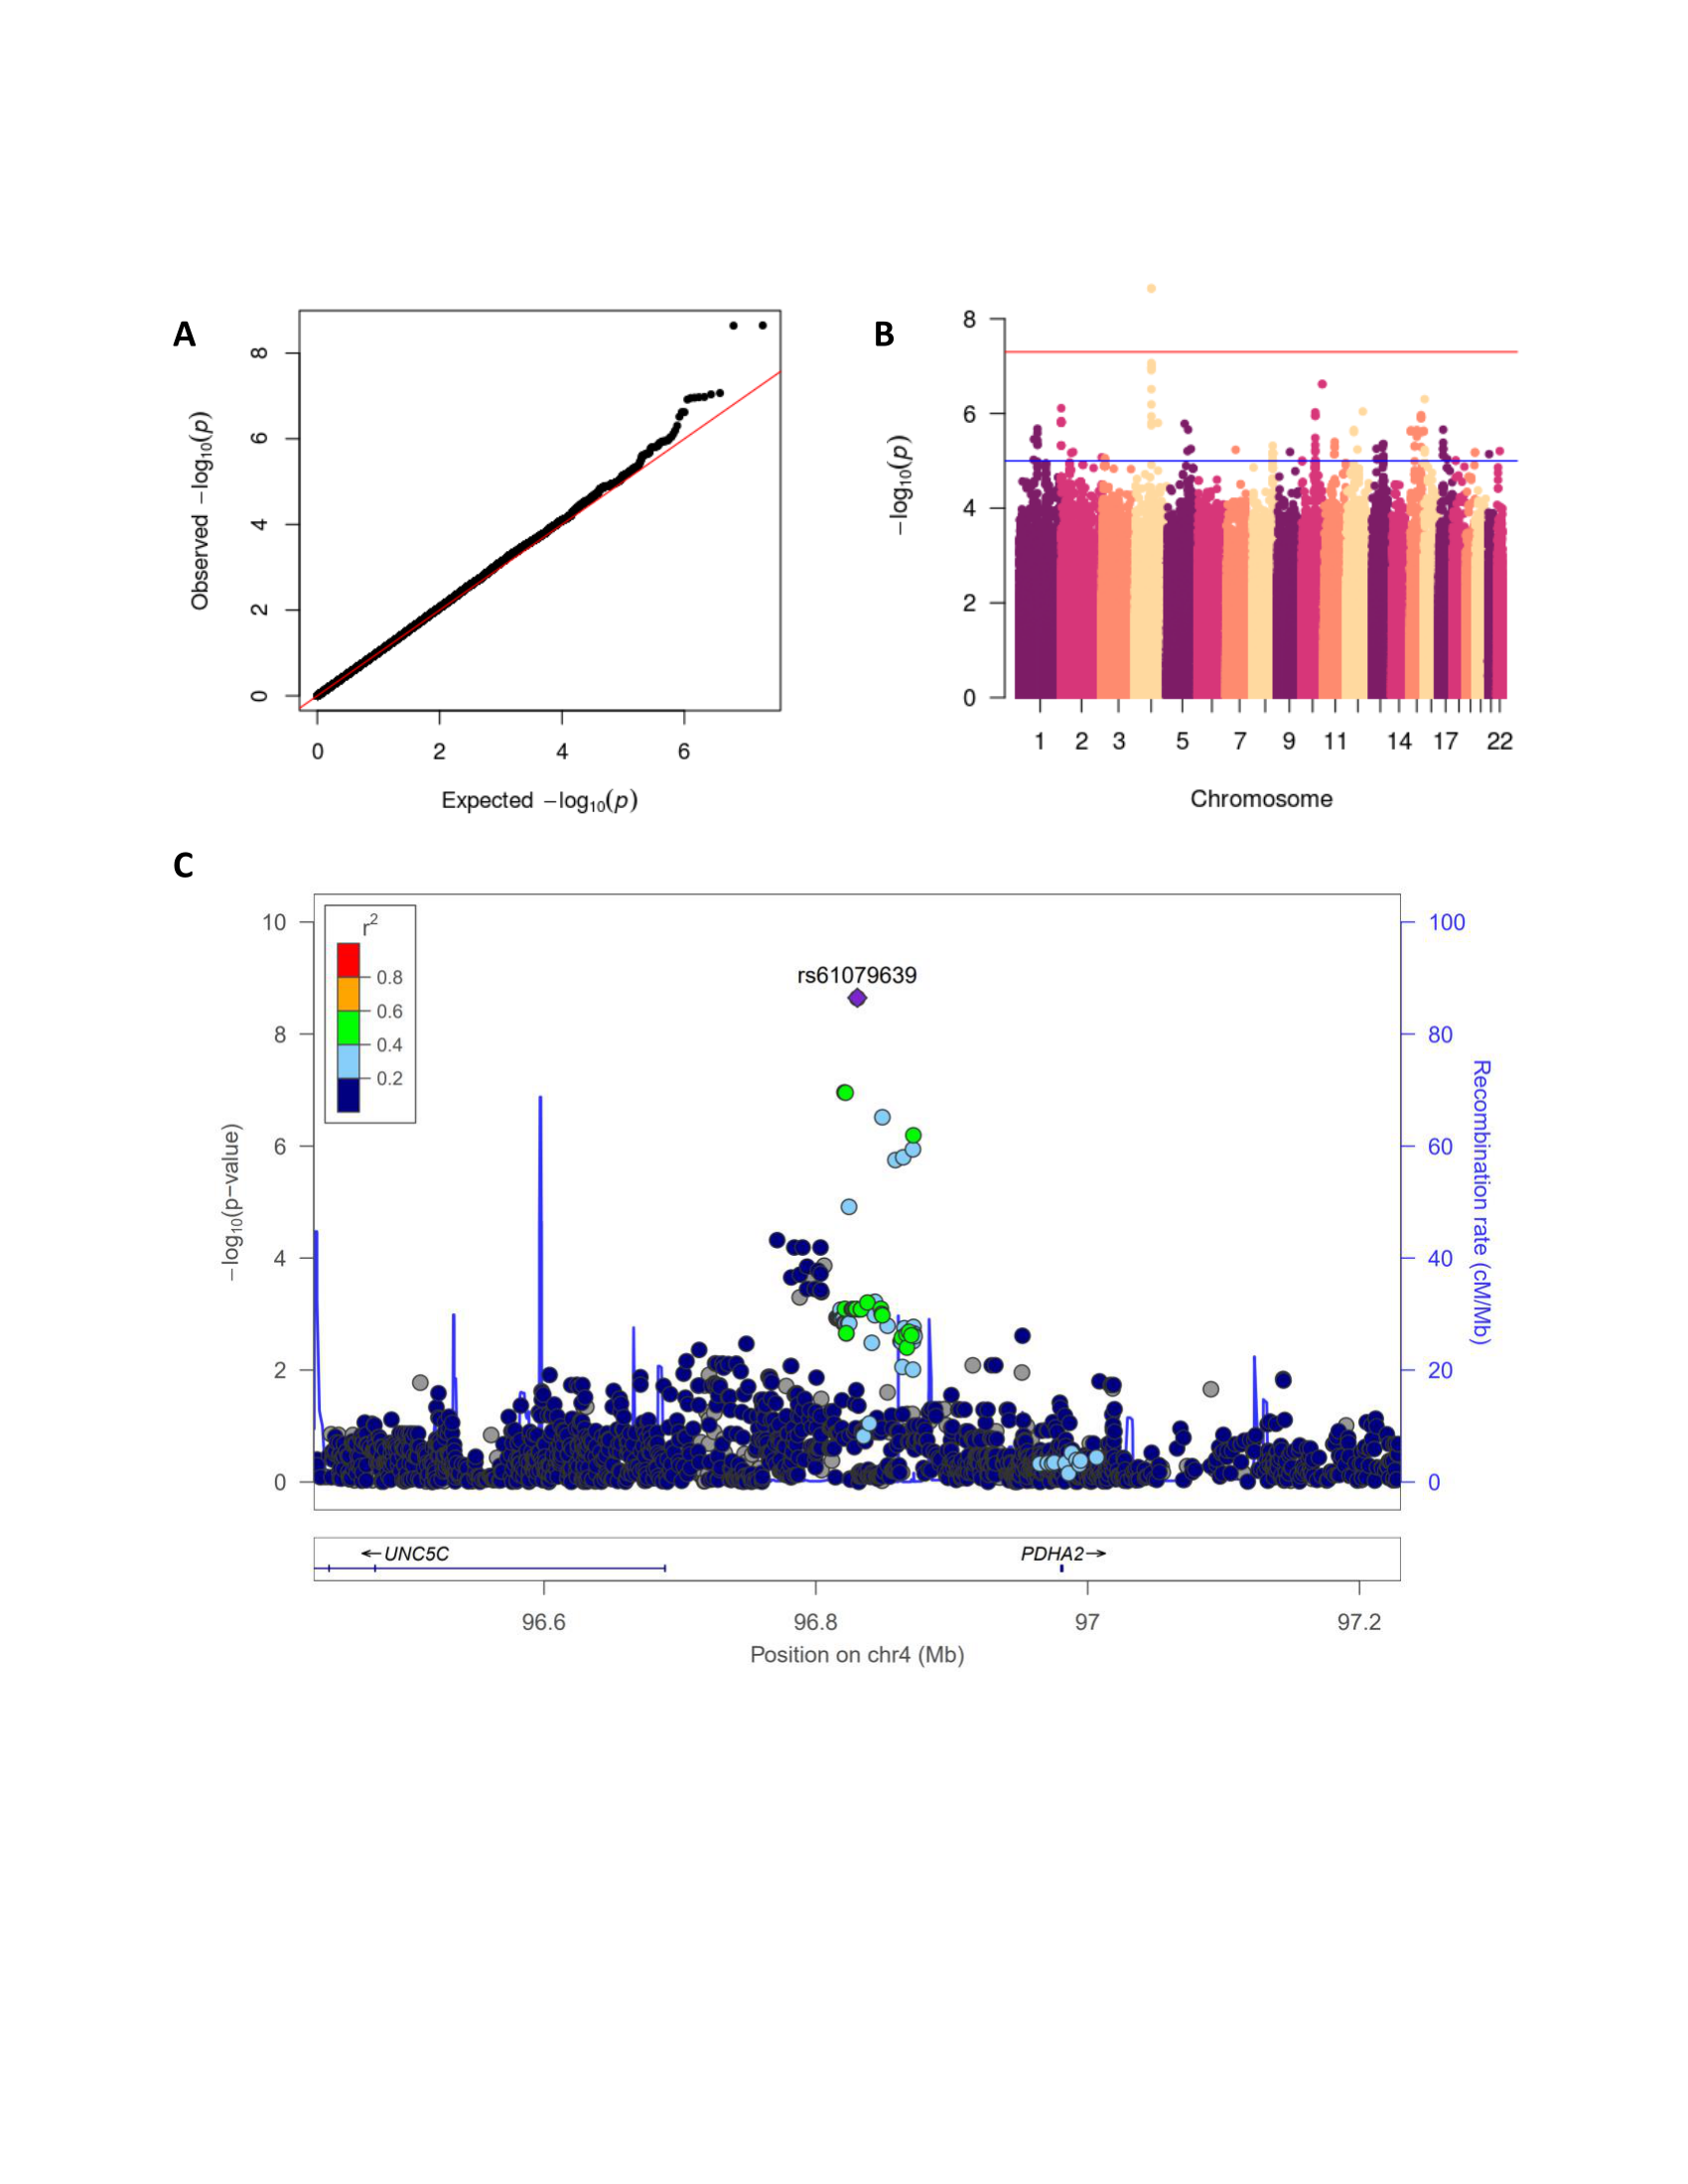 A
Observed −log10(p)
8
6
4
2
0
0 2 4 6
Expected −log10(p)
B
−log10(p)
8
6
4
2
0
1 2 3 5 7 9 11 14 17 22
Chromosome
C
−log10(p−value)
10
8
6
4
2
0
r2
0.8
0.6
0.4
0.2
rs61079639
100
80
60
40
20
0
Recombination rate (cM/Mb)
←UNC5C
PDHA2→
96.6 96.8 97 97.2
Position on chr4 (Mb)